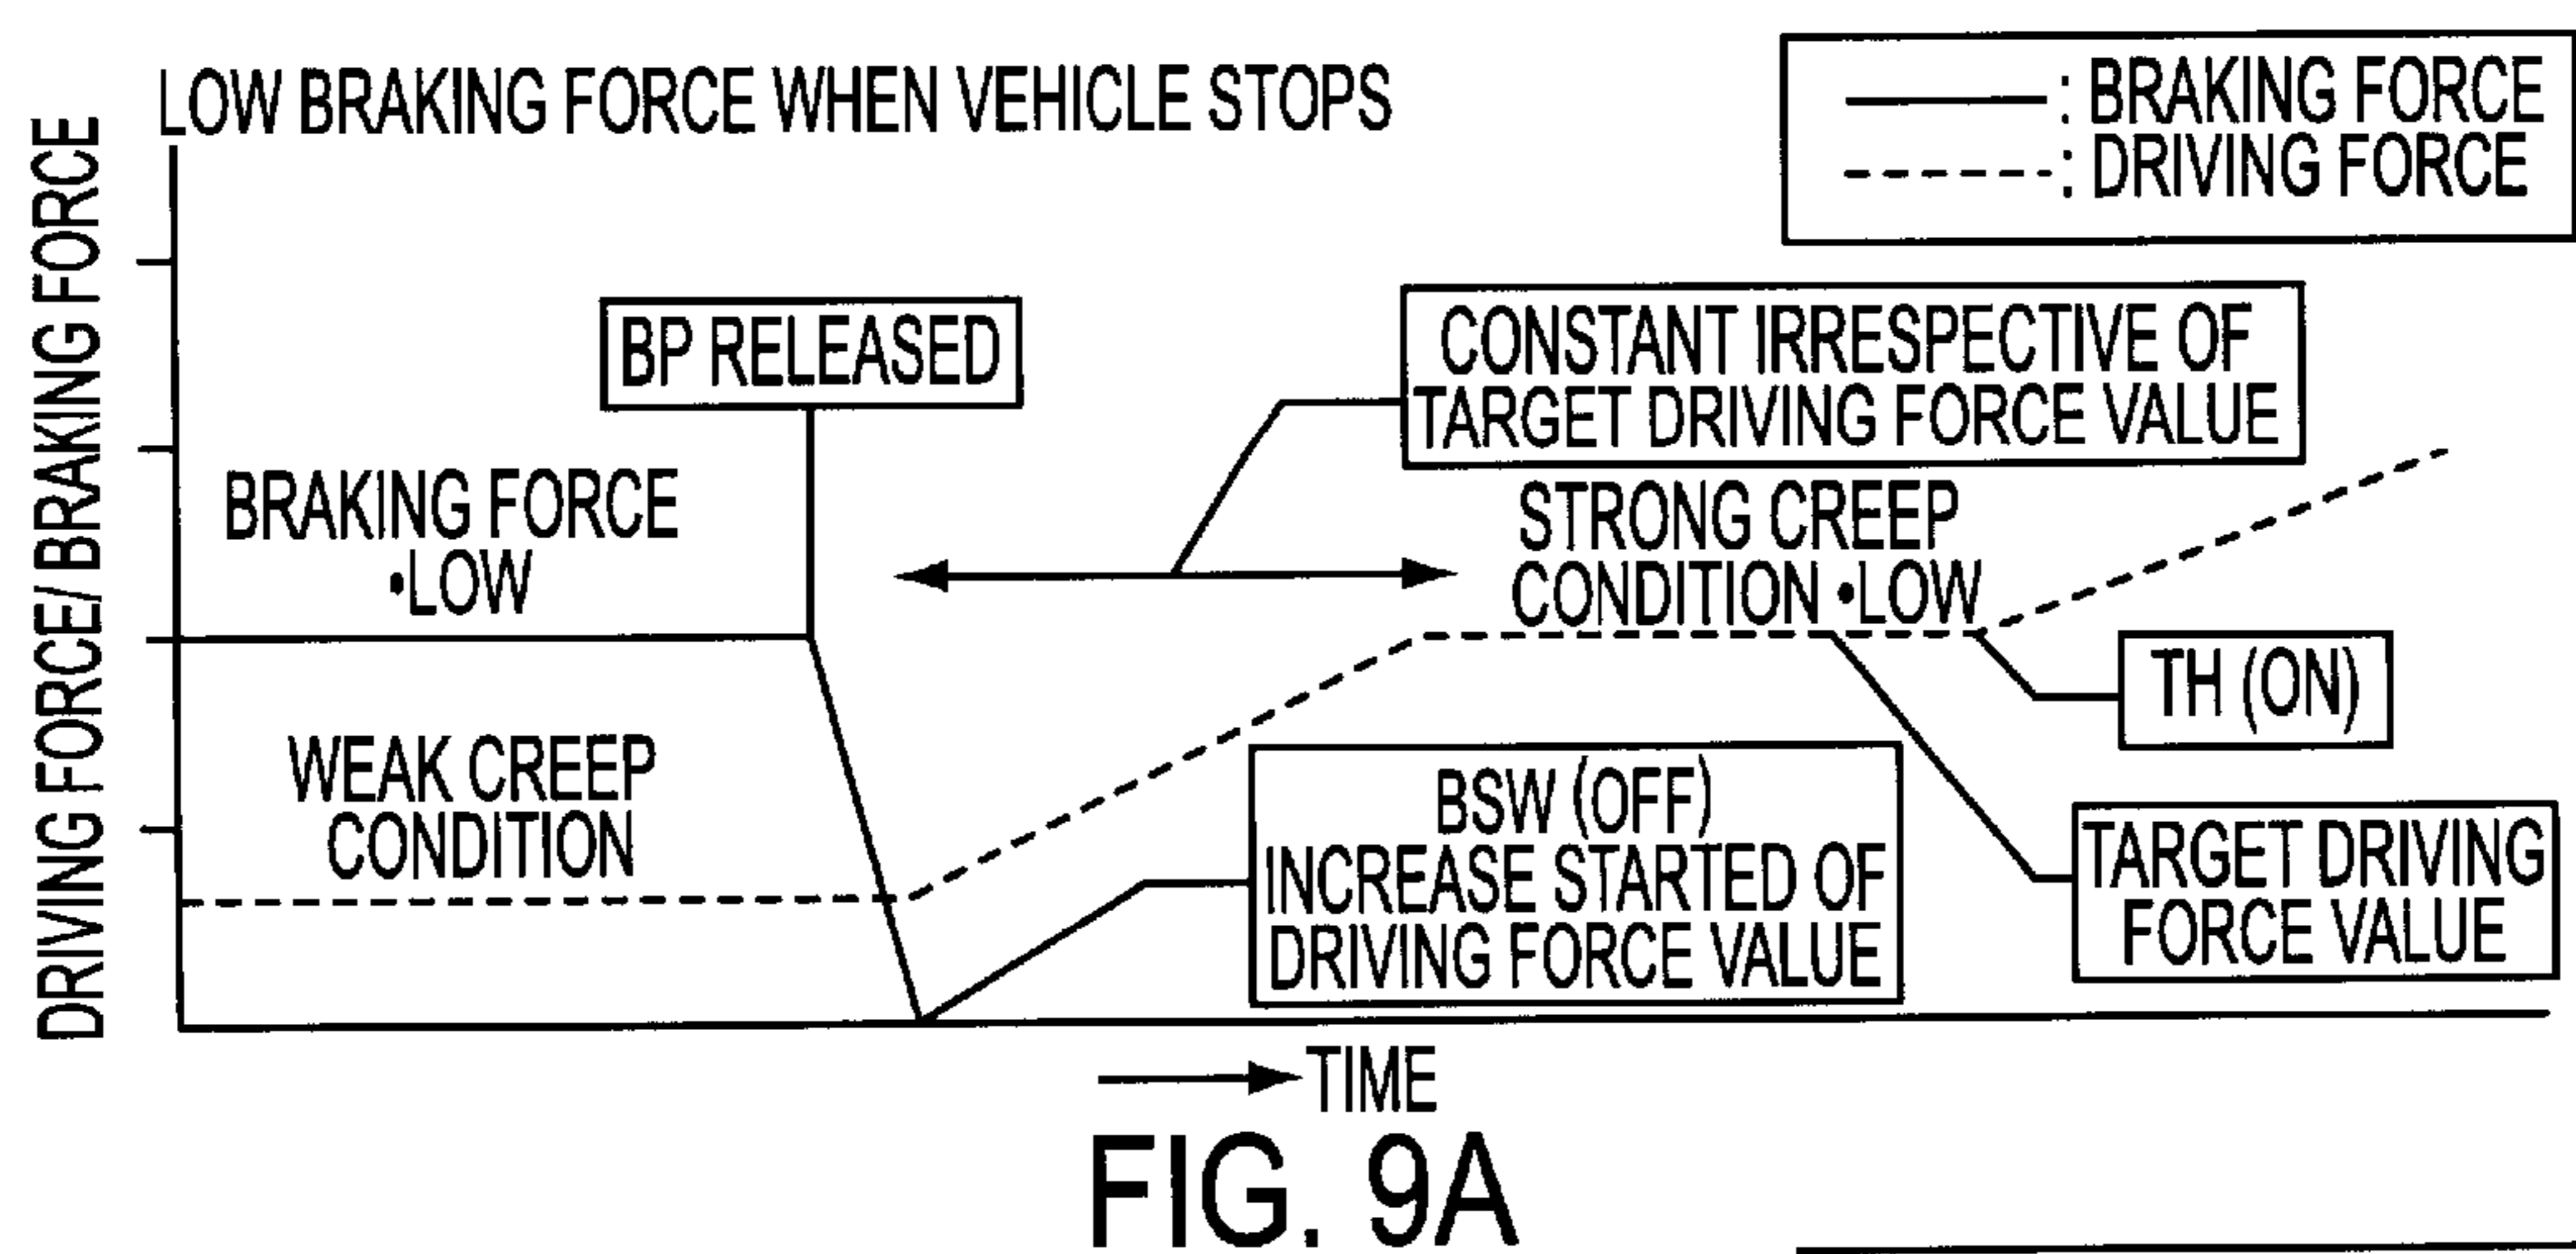 LOW BRAKING FORCE WHEN VEHICLE STOPS
: BRAKING FORCE
: DRIVING FORCE
DRIVING FORCE/ BRAKING FORCE
BP RELEASED
CONSTANT IRRESPECTIVE OF
TARGET DRIVING FORCE VALUE
BRAKING FORCE
•LOW
STRONG CREEP
CONDITION •LOW
TH (ON)
WEAK CREEP
CONDITION
BSW (OFF)
INCREASE STARTED OF
DRIVING FORCE VALUE
TARGET DRIVING
FORCE VALUE
TIME
FIG. 9A